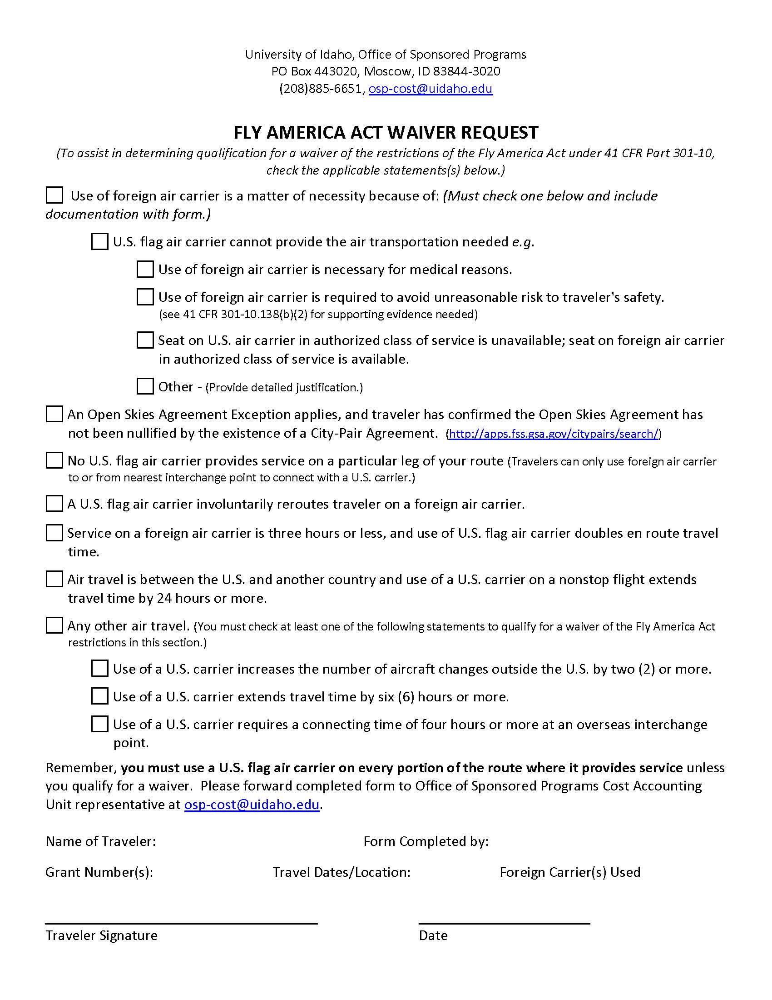 University of Idaho, Office of Sponsored Programs
PO Box 443020, Moscow, ID 83844-3020
(208)885-6651, osp-cost@uidaho.edu
FLY AMERICA ACT WAIVER REQUEST
(To assist in determining qualification for a waiver of the restrictions of the Fly America Act under 41 CFR Part 301-10,
check the applicable statements(s) below.)
Use of foreign air carrier is a matter of necessity because of: (Must check one below and include
documentation with form.)
U.S. flag air carrier cannot provide the air transportation needed e.g.
Use of foreign air carrier is necessary for medical reasons.
Use of foreign air carrier is required to avoid unreasonable risk to traveler's safety.
(see 41 CFR 301-10.138(b)(2) for supporting evidence needed)
Seat on U.S. air carrier in authorized class of service is unavailable; seat on foreign air carrier
in authorized class of service is available.
Other - (Provide detailed justification.)
An Open Skies Agreement Exception applies, and traveler has confirmed the Open Skies Agreement has
not been nullified by the existence of a City-Pair Agreement. (http://apps.fss.gsa.gov/citypairs/search/)
No U.S. flag air carrier provides service on a particular leg of your route (Travelers can only use foreign air carrier
to or from nearest interchange point to connect with a U.S. carrier.)
A U.S. flag air carrier involuntarily reroutes traveler on a foreign air carrier.
Service on a foreign air carrier is three hours or less, and use of U.S. flag air carrier doubles en route travel
time.
Air travel is between the U.S. and another country and use of a U.S. carrier on a nonstop flight extends
travel time by 24 hours or more.
Any other air travel. (You must check at least one of the following statements to qualify for a waiver of the Fly America Act
restrictions in this section.)
Use of a U.S. carrier increases the number of aircraft changes outside the U.S. by two (2) or more.
Use of a U.S. carrier extends travel time by six (6) hours or more.
Use of a U.S. carrier requires a connecting time of four hours or more at an overseas interchange
point.
Remember, you must use a U.S. flag air carrier on every portion of the route where it provides service unless
you qualify for a waiver. Please forward completed form to Office of Sponsored Programs Cost Accounting
Unit representative at osp-cost@uidaho.edu.
Name of Traveler: Form Completed by:
Grant Number(s): Travel Dates/Location: Foreign Carrier(s) Used
Traveler Signature Date